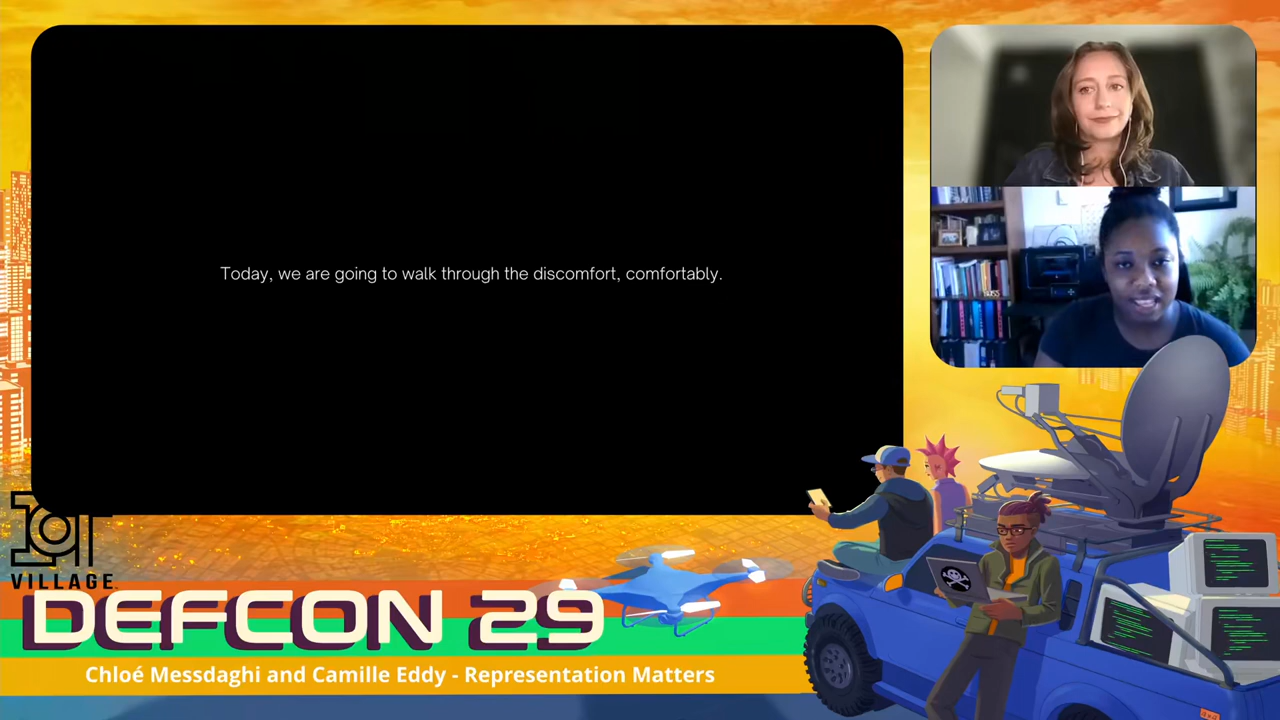 Today, we are going to walk through the discomfort, comfortably.
101
VILLAGE
DEFCON 29
Chloé Messdaghi and Camille Eddy - Representation Matters